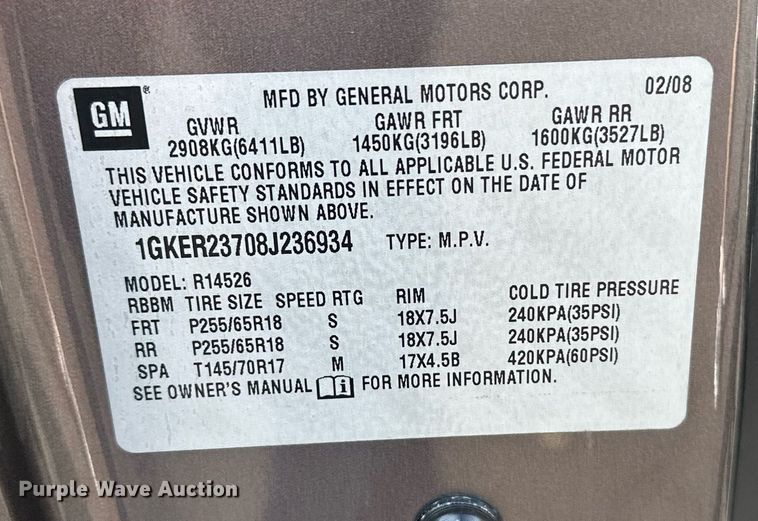 GM ® MFD BY GENERAL MOTORS CORP. 02/08
GVWR GAWR FRT GAWR RR
2908KG(6411LB) 1450KG(3196LB) 1600KG(3527LB)
THIS VEHICLE CONFORMS TO ALL APPLICABLE U.S. FEDERAL MOTOR
VEHICLE SAFETY STANDARDS IN EFFECT ON THE DATE OF
MANUFACTURE SHOWN ABOVE.
1GKER23708J236934 TYPE: M.P.V.
MODEL: R14526
RBBM TIRE SIZE SPEED RTG RIM COLD TIRE PRESSURE
FRT P255/65R18 S 18X7.5J 240KPA(35PSI)
RR P255/65R18 S 18X7.5J 240KPA(35PSI)
SPA T145/70R17 M 17X4.5B 420KPA(60PSI)
SEE OWNER'S MANUAL i FOR MORE INFORMATION.
Purple Wave Auction